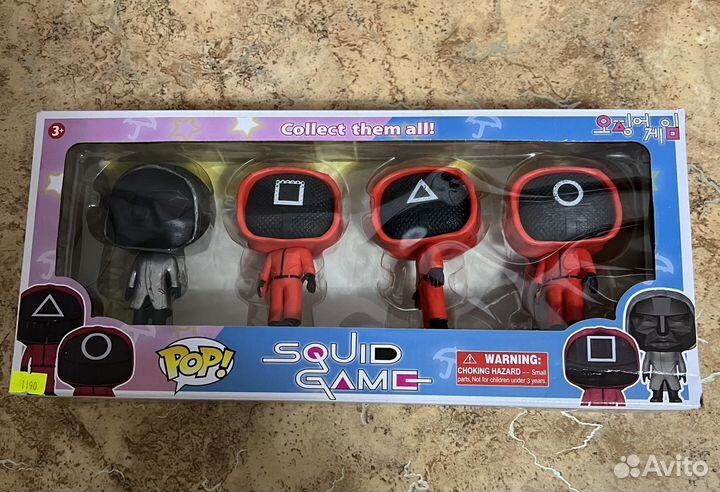 3+
Collect them all!
오징어
게임
POP!
SQUID
GAME
WARNING:
CHOKING HAZARD -- Small
parts, Not for children under 3 years.
1190
Avito